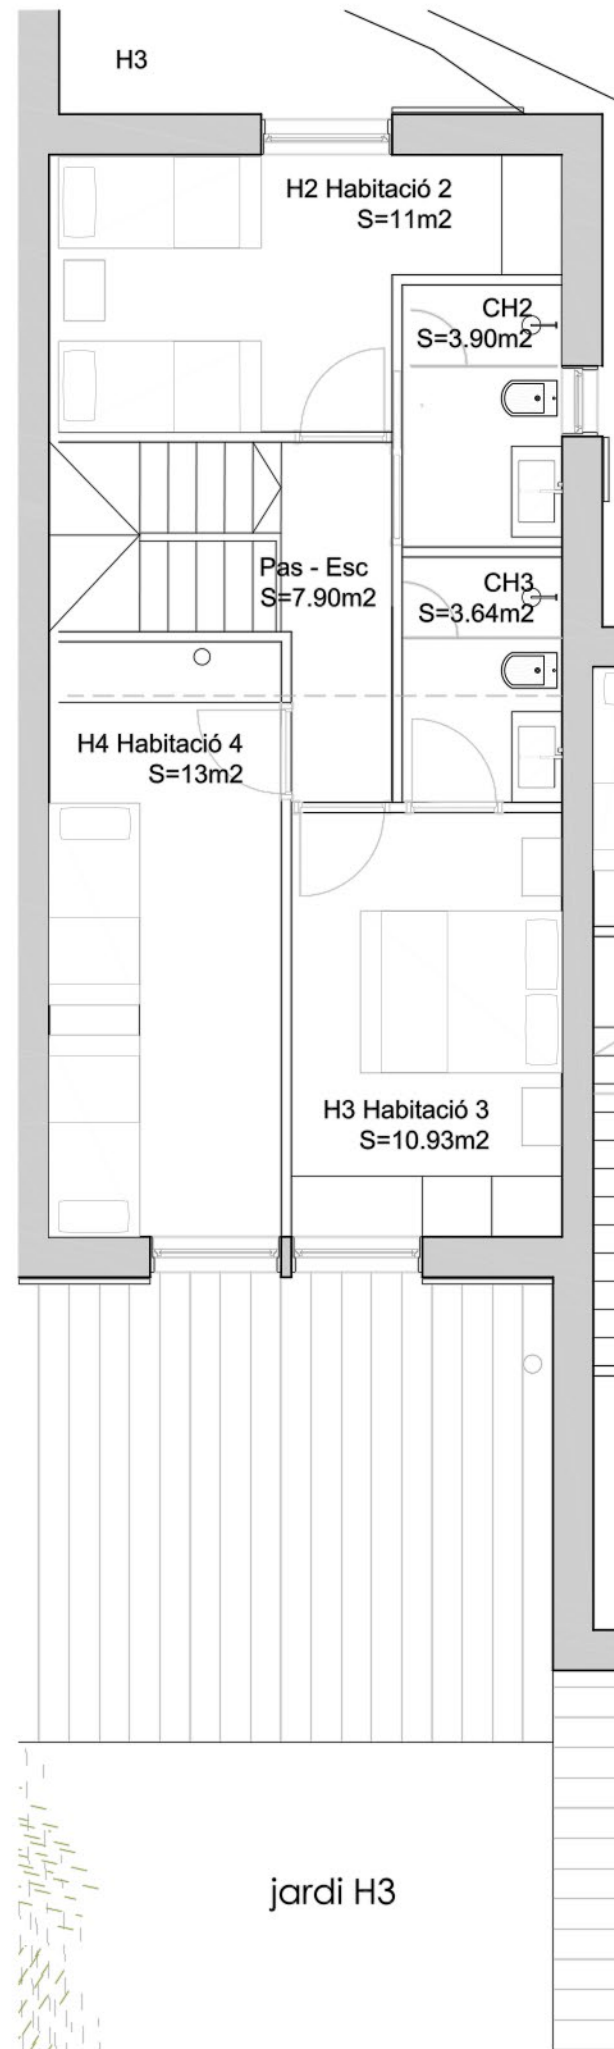 H3
H2 Habitació 2
S=11m2
CH2
S=3.90m2
Pas - Esc
S=7.90m2
CH3
S=3.64m2
H4 Habitació 4
S=13m2
H3 Habitació 3
S=10.93m2
jardi H3